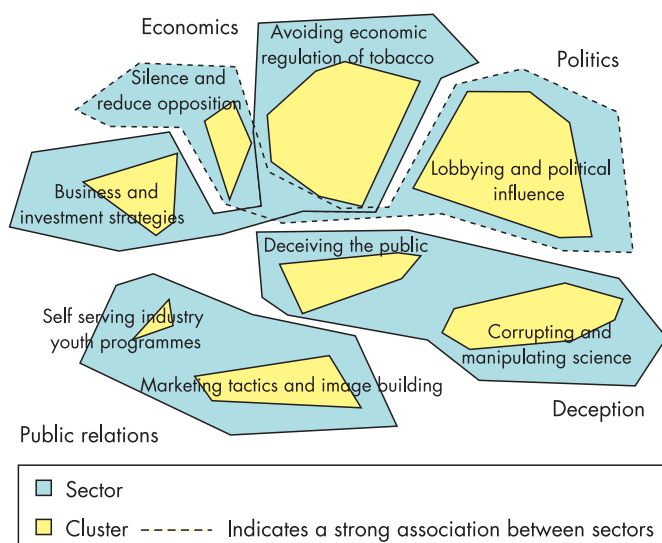 Economics
Avoiding economic
regulation of tobacco
Politics
Silence and
reduce opposition
Lobbying and political
influence
Business and
investment strategies
Deceiving the public
Self serving industry
youth programmes
Corrupting and
manipulating science
Marketing tactics and image building
Deception
Public relations
Sector
Cluster
Indicates a strong association between sectors